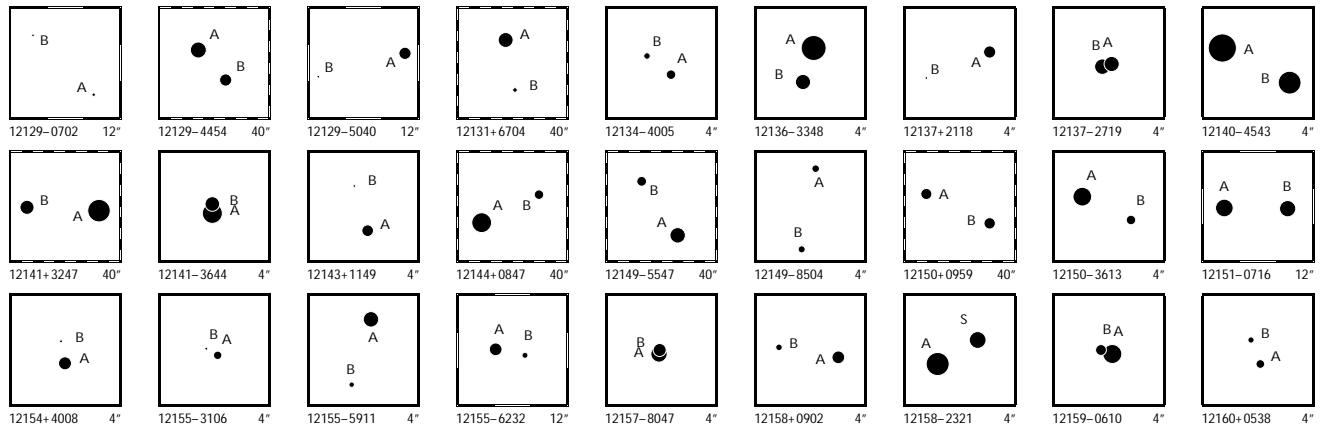 B A
12129−0702 12″
A B
12129−4454 40″
B A
12129−5040 12″
A B
12131+6704 40″
B A
12134−4005 4″
A B
12136−3348 4″
A B
12137+2118 4″
B A
12137−2719 4″
A B
12140−4543 4″
B A
12141+3247 40″
B A
12141−3644 4″
B A
12143+1149 4″
A B
12144+0847 40″
B A
12149−5547 40″
A B
12149−8504 4″
A B
12150+0959 40″
A B
12150−3613 4″
A B
12151−0716 12″
B A
12154+4008 4″
B A
12155−3106 4″
A B
12155−5911 4″
A B
12155−6232 12″
B A
12157−8047 4″
B A
12158+0902 4″
S A
12158−2321 4″
B A
12159−0610 4″
B A
12160+0538 4″